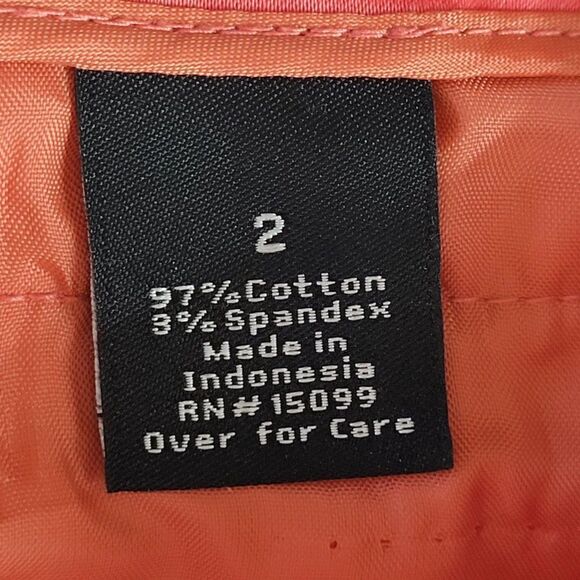 2
97% Cotton
3% Spandex
Made in
Indonesia
RN# 15099
Over for Care